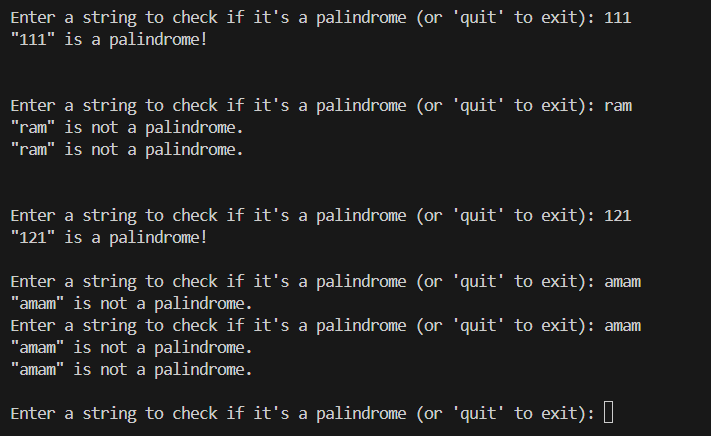 Enter a string to check if it's a palindrome (or 'quit' to exit): 111
"111" is a palindrome!
Enter a string to check if it's a palindrome (or 'quit' to exit): ram
"ram" is not a palindrome.
"ram" is not a palindrome.
Enter a string to check if it's a palindrome (or 'quit' to exit): 121
"121" is a palindrome!
Enter a string to check if it's a palindrome (or 'quit' to exit): amam
"amam" is not a palindrome.
Enter a string to check if it's a palindrome (or 'quit' to exit): amam
"amam" is not a palindrome.
"amam" is not a palindrome.
Enter a string to check if it's a palindrome (or 'quit' to exit):